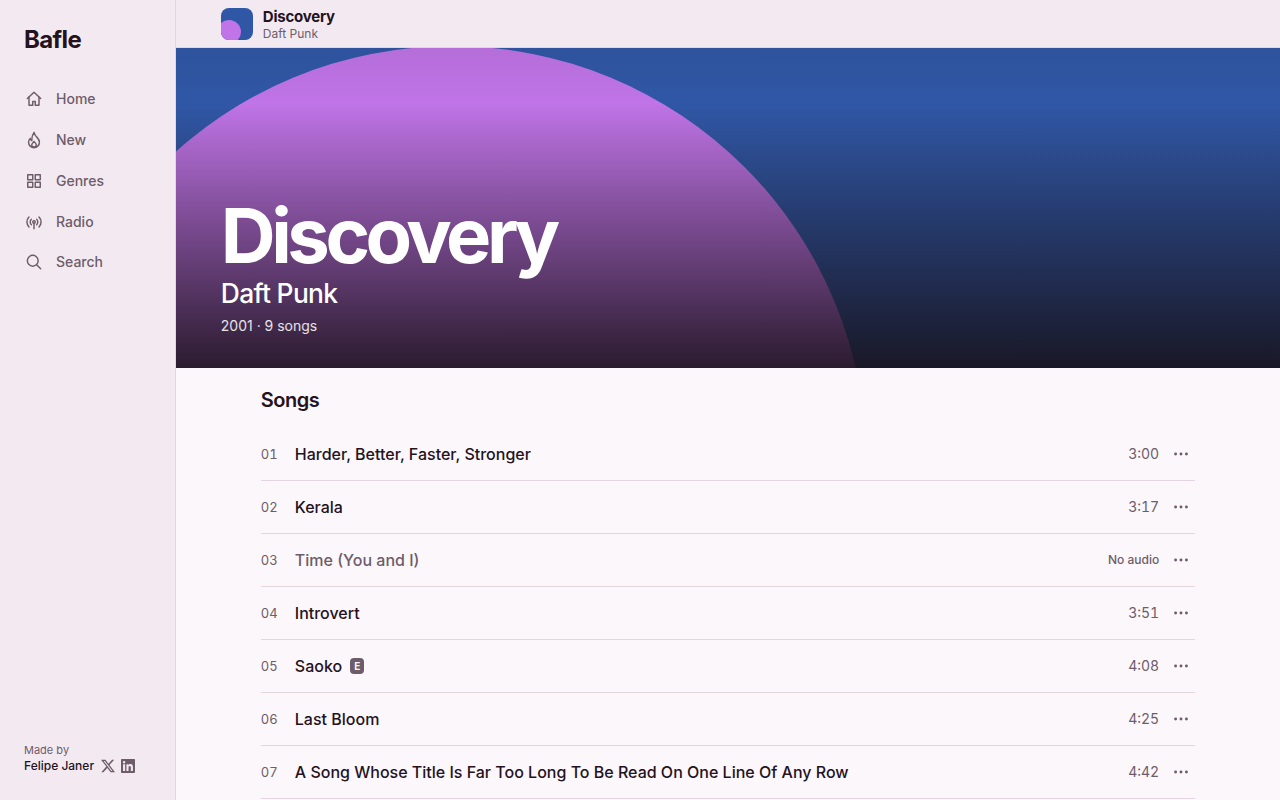 Bafle
Home
New
Genres
Radio
Search
Made by
Felipe Janer
Discovery
Daft Punk
Discovery
Daft Punk
2001 · 9 songs
Songs
01 Harder, Better, Faster, Stronger 3:00
02 Kerala 3:17
03 Time (You and I) No audio
04 Introvert 3:51
05 Saoko E 4:08
06 Last Bloom 4:25
07 A Song Whose Title Is Far Too Long To Be Read On One Line Of Any Row 4:42